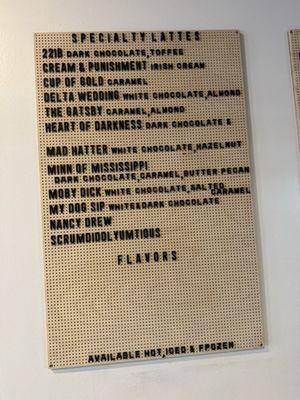 SPECIALTY LATTES
221B DARK CHOCOLATE,TOFFEE
CREAM & PUNISHMENT IRISH CREAM
CUP OF GOLD CARAMEL
DELTA WEDDING WHITE CHOCOLATE,ALMOND
THE GATSBY CARAMEL,ALMOND
HEART OF DARKNESS DARK CHOCOLATE &
MAD HATTER WHITE CHOCOLATE,HAZELNUT
MINN OF MISSISSIPPI
DARK CHOCOLATE,CARAMEL,BUTTER PECAN
MOBY DICK WHITE CHOCOLATE,SALTED
CARAMEL
MY DOG SIP WHITE&DARK CHOCOLATE
NANCY DREW
SCRUMDIDDLYUMTIOUS
FLAVORS
AVAILABLE HOT,ICED & FPOZEN